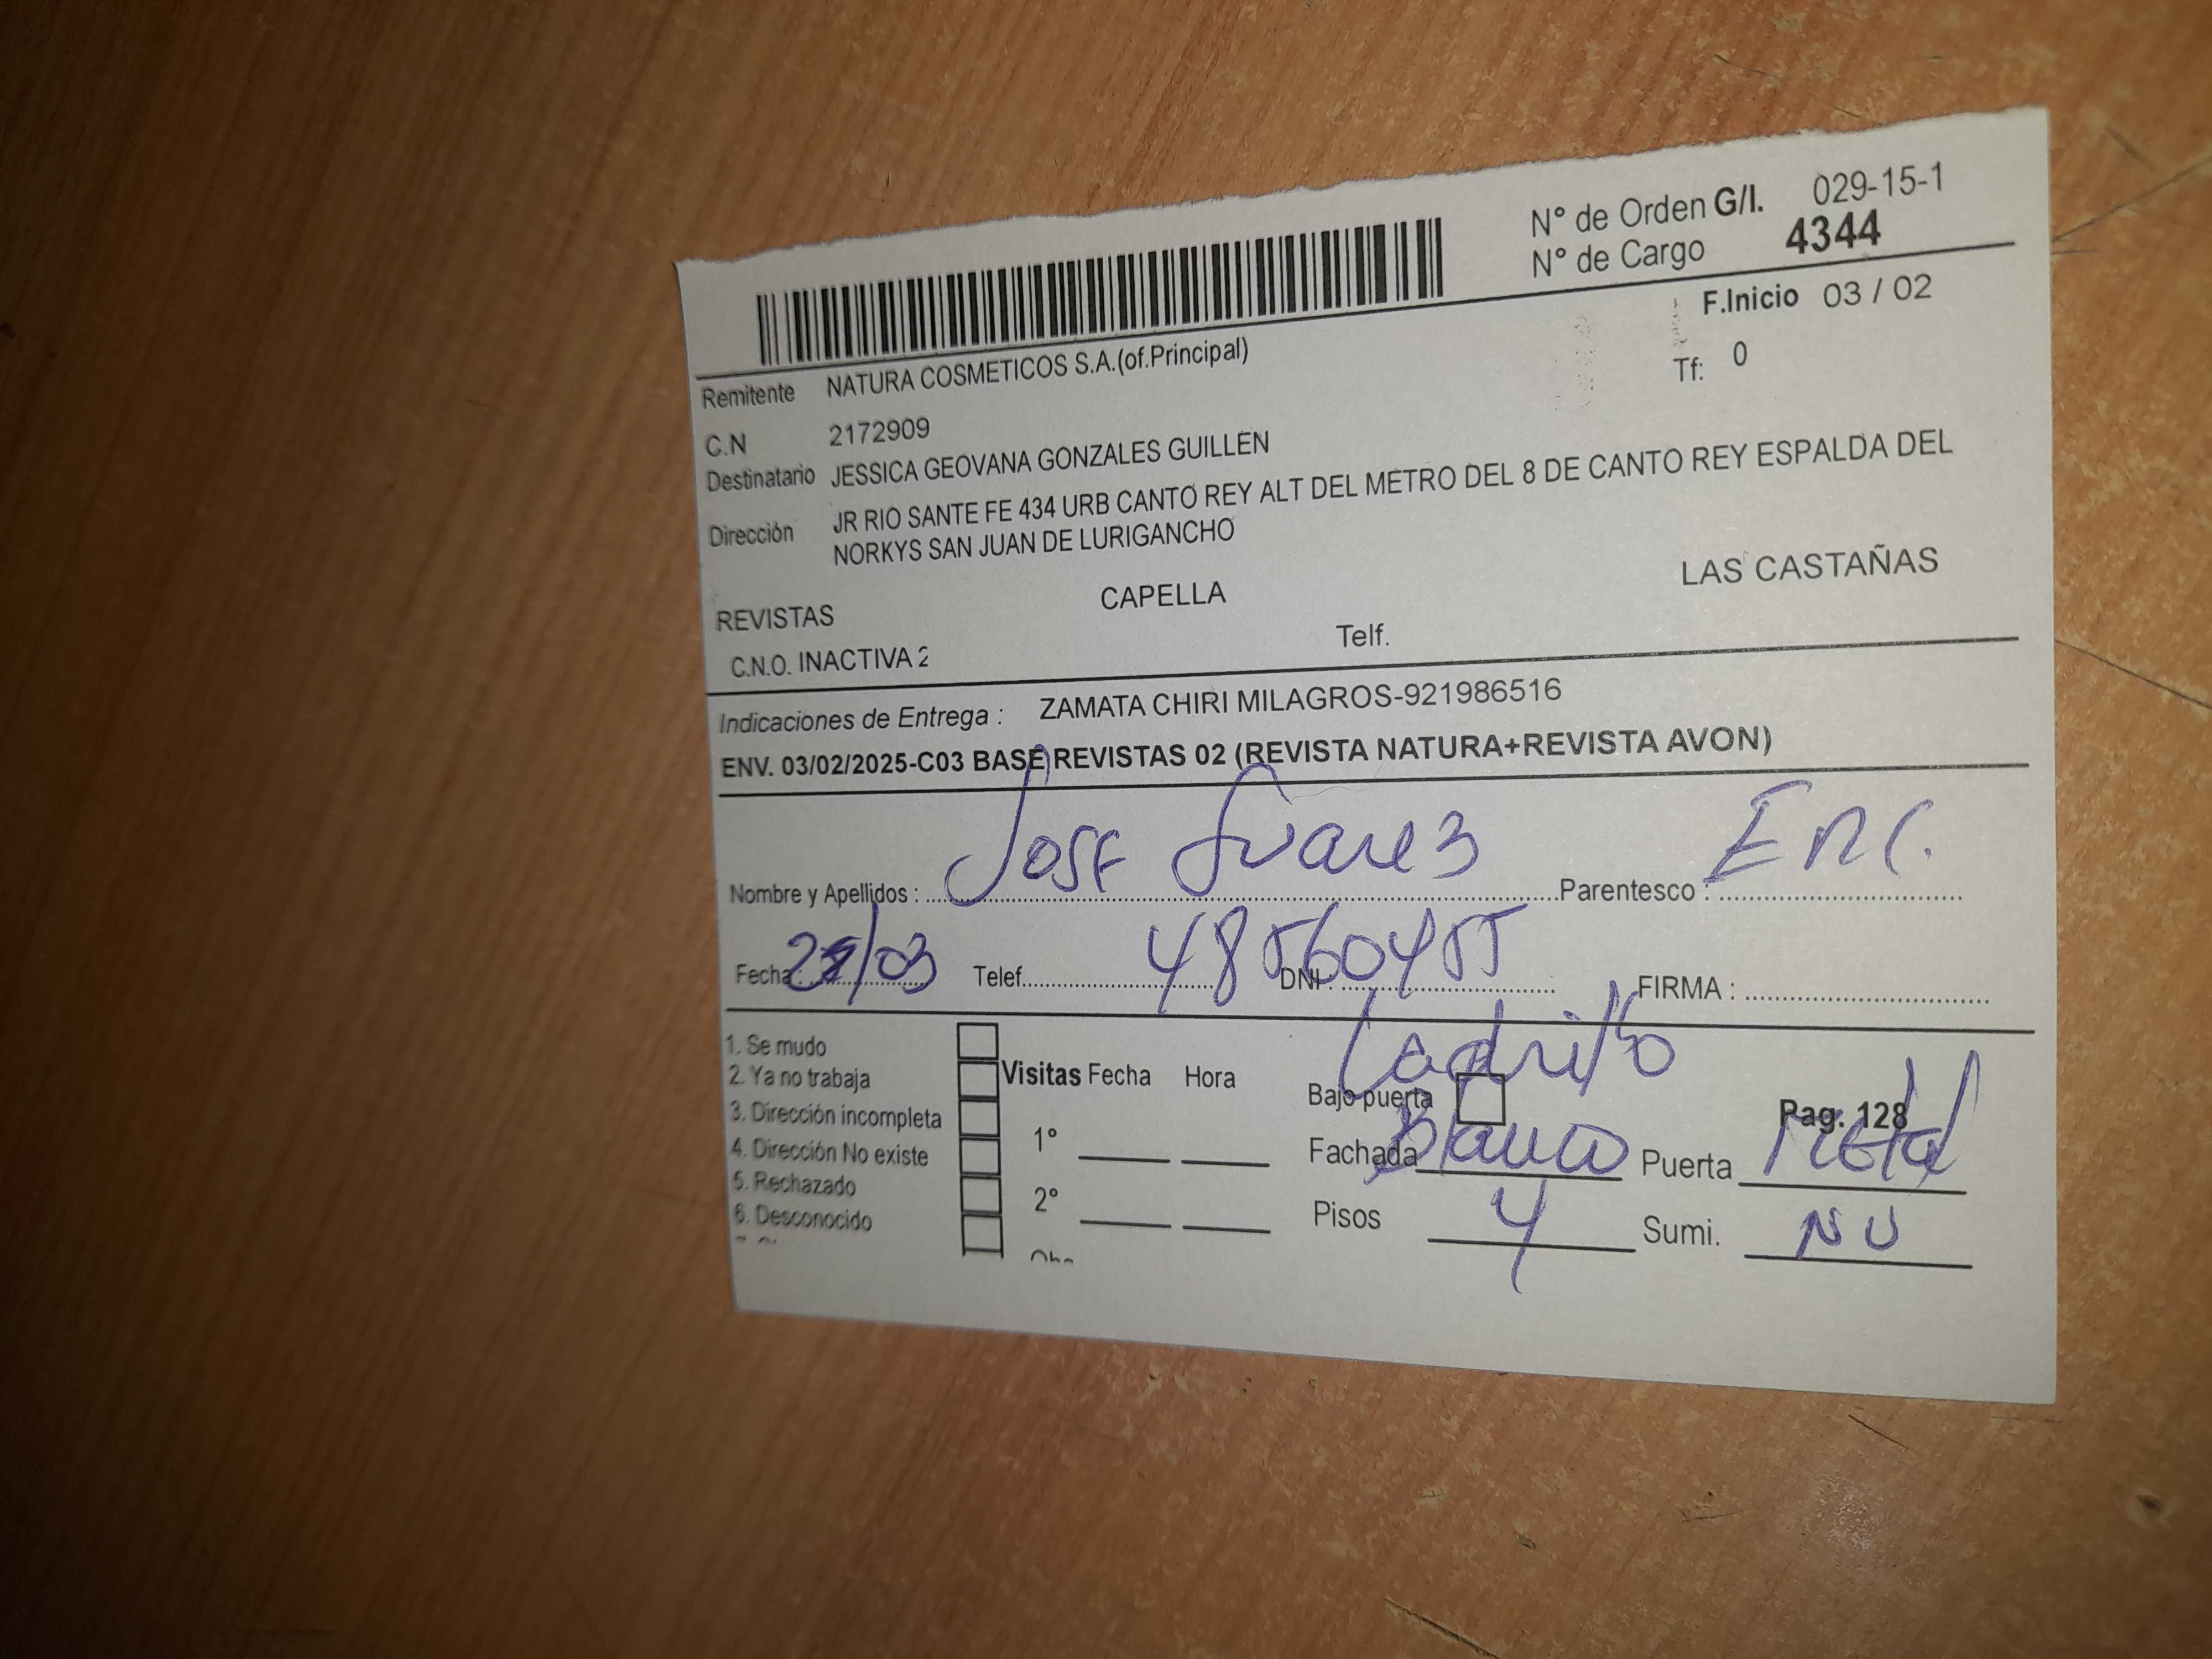 N° de Orden G/I. 029-15-1
N° de Cargo 4344
F.Inicio 03 / 02
Remitente NATURA COSMETICOS S.A.(of.Principal)
Tf: 0
C.N 2172909
Destinatario JESSICA GEOVANA GONZALES GUILLEN
Dirección JR RIO SANTE FE 434 URB CANTO REY ALT DEL METRO DEL 8 DE CANTO REY ESPALDA DEL
NORKYS SAN JUAN DE LURIGANCHO
REVISTAS CAPELLA LAS CASTAÑAS
C.N.O. INACTIVA 2 Telf.
Indicaciones de Entrega : ZAMATA CHIRI MILAGROS-921986516
ENV. 03/02/2025-C03 BASE REVISTAS 02 (REVISTA NATURA+REVISTA AVON)
Nombre y Apellidos : Jose Suarez Parentesco : Enc.
Fecha : /03 Telef. DNI : 48560455 FIRMA :
1. Se mudo
Ladrillo
2. Ya no trabaja Visitas Fecha Hora Bajo puerta
3. Dirección incompleta Pag. 128
4. Dirección No existe 1° Fachada Blanco Puerta Metal
5. Rechazado
6. Desconocido 2° Pisos 4 Sumi. NU